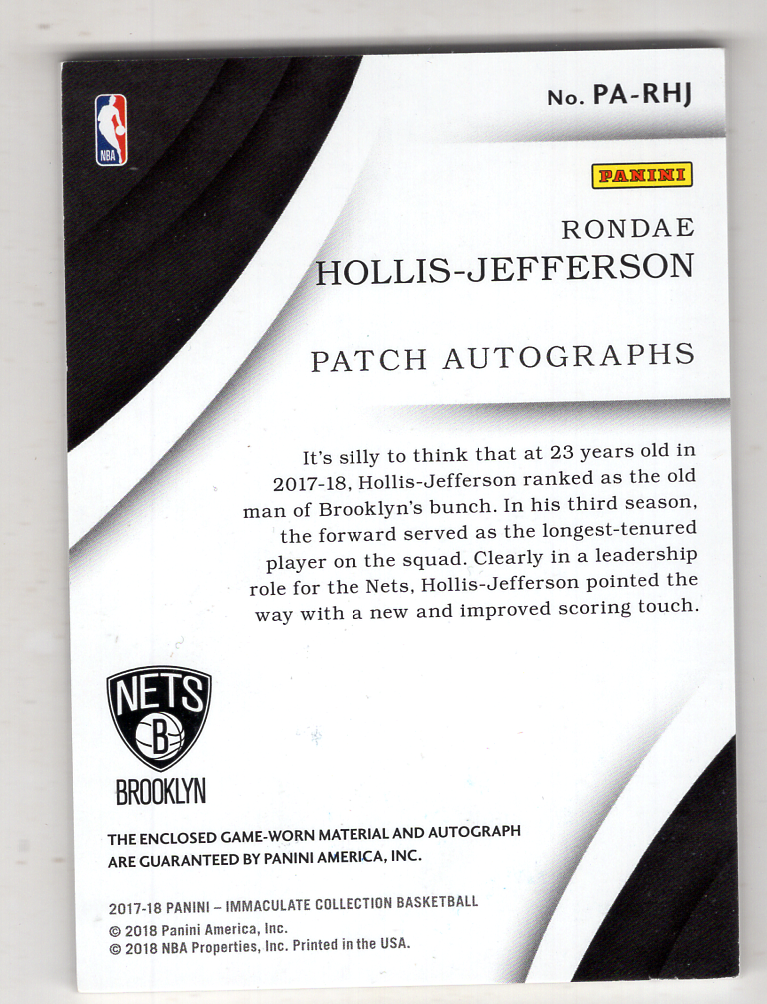 No. PA-RHJ
NBA
PANINI
RONDAE
HOLLIS-JEFFERSON
PATCH AUTOGRAPHS
It's silly to think that at 23 years old in
2017-18, Hollis-Jefferson ranked as the old
man of Brooklyn's bunch. In his third season,
the forward served as the longest-tenured
player on the squad. Clearly in a leadership
role for the Nets, Hollis-Jefferson pointed the
way with a new and improved scoring touch.
NETS
B
BROOKLYN
THE ENCLOSED GAME-WORN MATERIAL AND AUTOGRAPH
ARE GUARANTEED BY PANINI AMERICA, INC.
2017-18 PANINI – IMMACULATE COLLECTION BASKETBALL
© 2018 Panini America, Inc.
© 2018 NBA Properties, Inc. Printed in the USA.